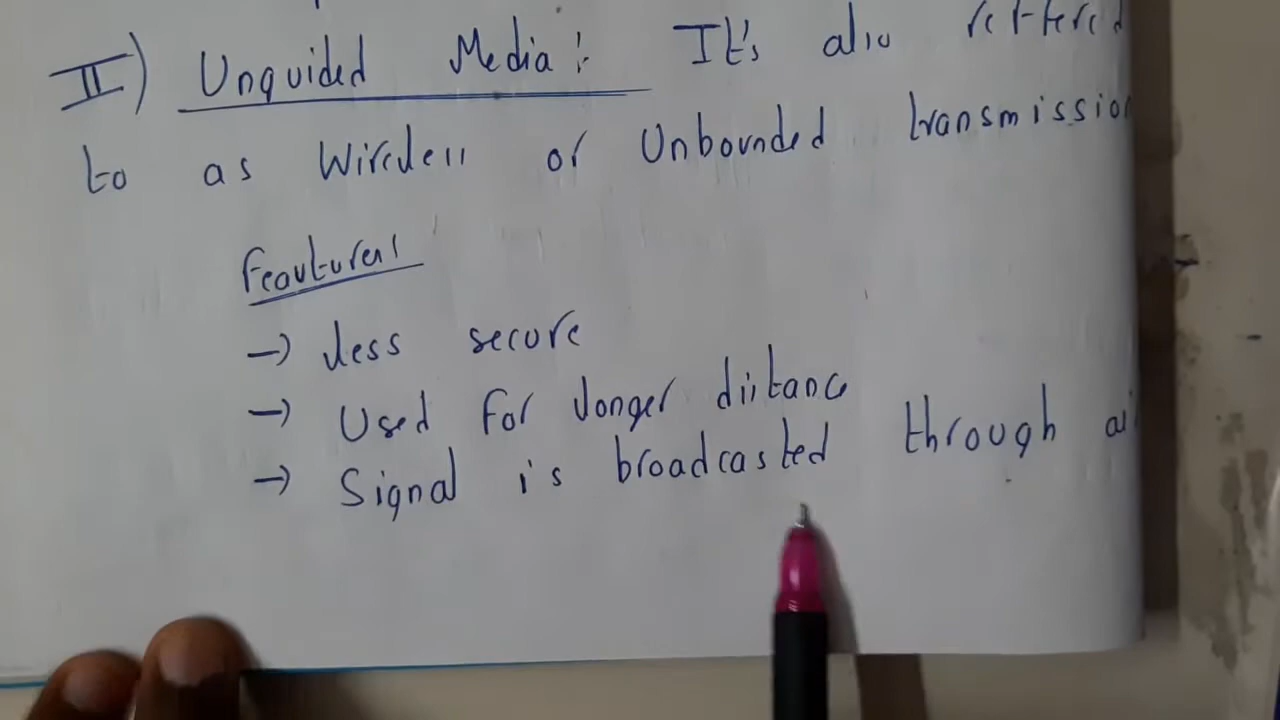 II) Unguided Media : It's also referred
to as Wireless or Unbounded transmission
Features!
→ less secure
→ Used for longer distance
→ Signal is broadcasted through ai